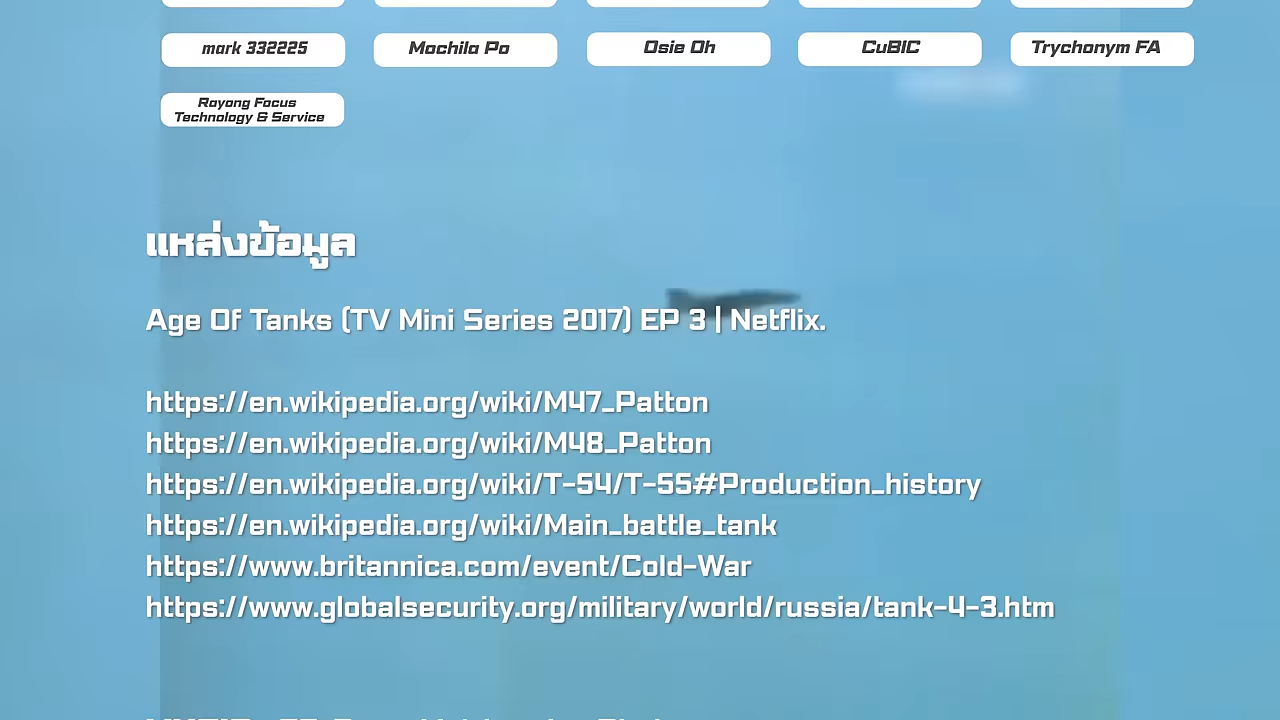 mark 332225
Mochila Po
Osie Oh
CuBIC
Trychonym FA
Rayong Focus
Technology & Service
แหล่งข้อมูล
Age Of Tanks (TV Mini Series 2017) EP 3 | Netflix.
https://en.wikipedia.org/wiki/M47_Patton
https://en.wikipedia.org/wiki/M48_Patton
https://en.wikipedia.org/wiki/T-54/T-55#Production_history
https://en.wikipedia.org/wiki/Main_battle_tank
https://www.britannica.com/event/Cold-War
https://www.globalsecurity.org/military/world/russia/tank-4-3.htm